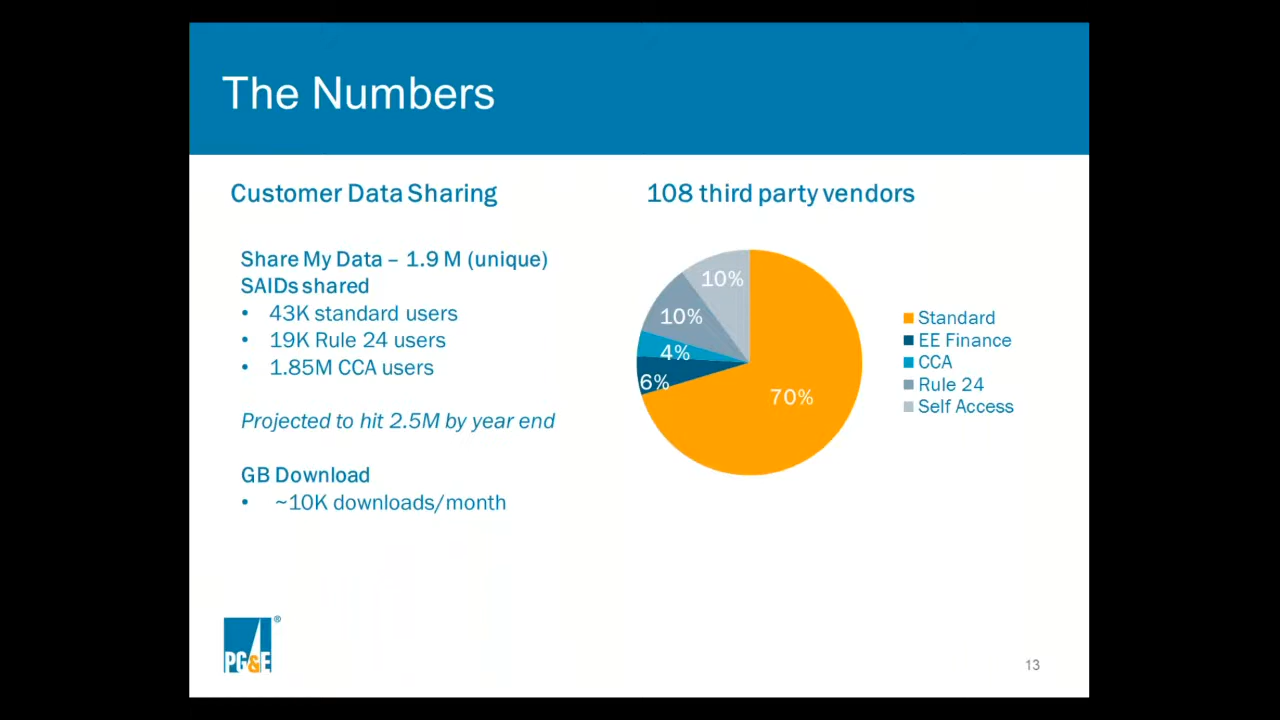 The Numbers
Customer Data Sharing
Share My Data – 1.9 M (unique)
SAIDs shared
• 43K standard users
• 19K Rule 24 users
• 1.85M CCA users
Projected to hit 2.5M by year end
GB Download
• ~10K downloads/month
108 third party vendors
10%
10%
4%
6%
70%
Standard
EE Finance
CCA
Rule 24
Self Access
PG&E®
13